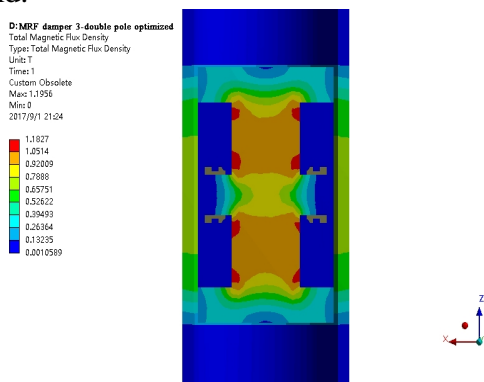 D: MRF damper 3-double pole optimized
Total Magnetic Flux Density
Type: Total Magnetic Flux Density
Unit: T
Time: 1
Custom Obsolete
Max: 1.1956
Min: 0
2017/9/1 21:24
1.1827
1.0514
0.92009
0.7888
0.65751
0.52622
0.39493
0.26364
0.13235
0.0010589
Z
X